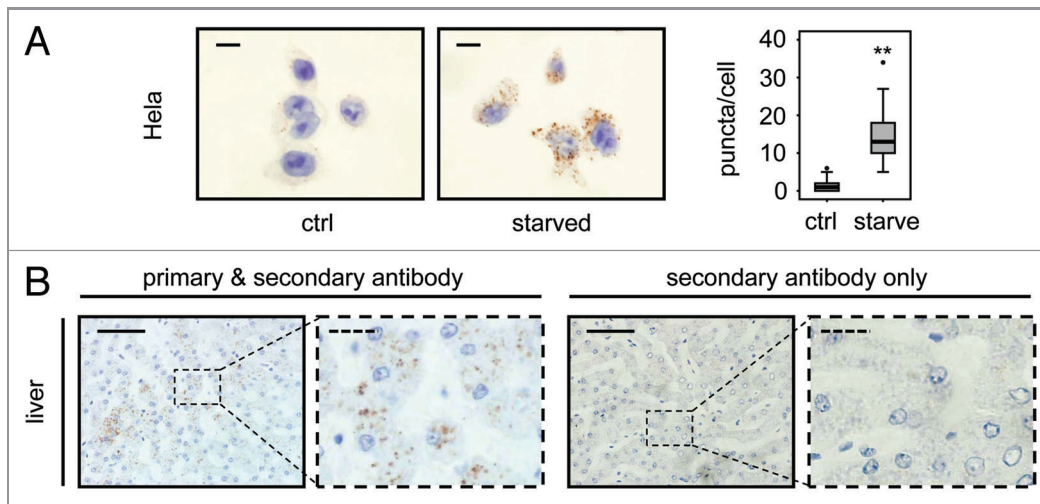 A
Hela
ctrl
starved
puncta/cell
40
30
20
10
0
**
ctrl
starve
B
primary & secondary antibody
secondary antibody only
liver